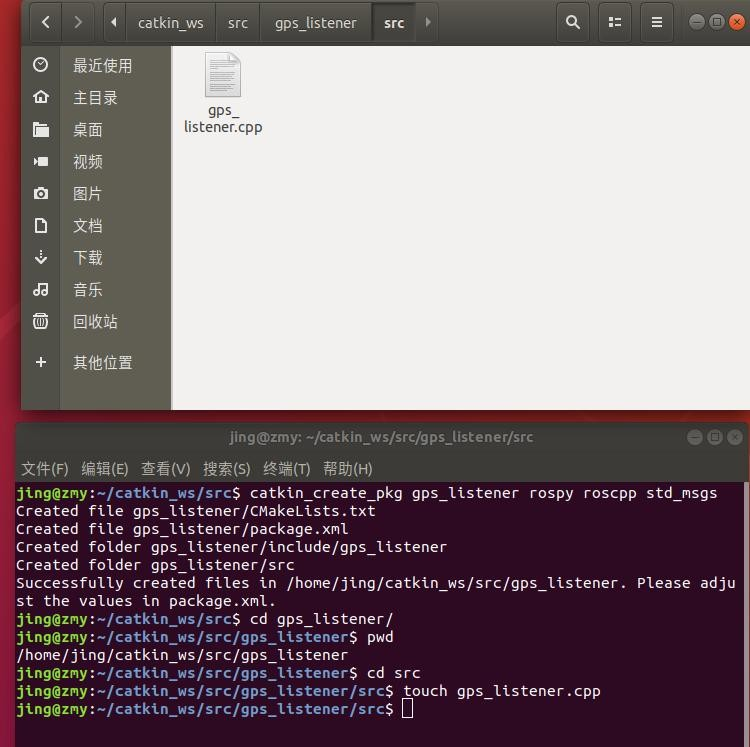 catkin_ws src gps_listener src
最近使用
主目录
桌面
视频
图片
文档
下载
音乐
回收站
其他位置
gps_
listener.cpp
jing@zmy: ~/catkin_ws/src/gps_listener/src
文件(F) 编辑(E) 查看(V) 搜索(S) 终端(T) 帮助(H)
jing@zmy:~/catkin_ws/src$ catkin_create_pkg gps_listener rospy roscpp std_msgs
Created file gps_listener/CMakeLists.txt
Created file gps_listener/package.xml
Created folder gps_listener/include/gps_listener
Created folder gps_listener/src
Successfully created files in /home/jing/catkin_ws/src/gps_listener. Please adju
st the values in package.xml.
jing@zmy:~/catkin_ws/src$ cd gps_listener/
jing@zmy:~/catkin_ws/src/gps_listener$ pwd
/home/jing/catkin_ws/src/gps_listener
jing@zmy:~/catkin_ws/src/gps_listener$ cd src
jing@zmy:~/catkin_ws/src/gps_listener/src$ touch gps_listener.cpp
jing@zmy:~/catkin_ws/src/gps_listener/src$